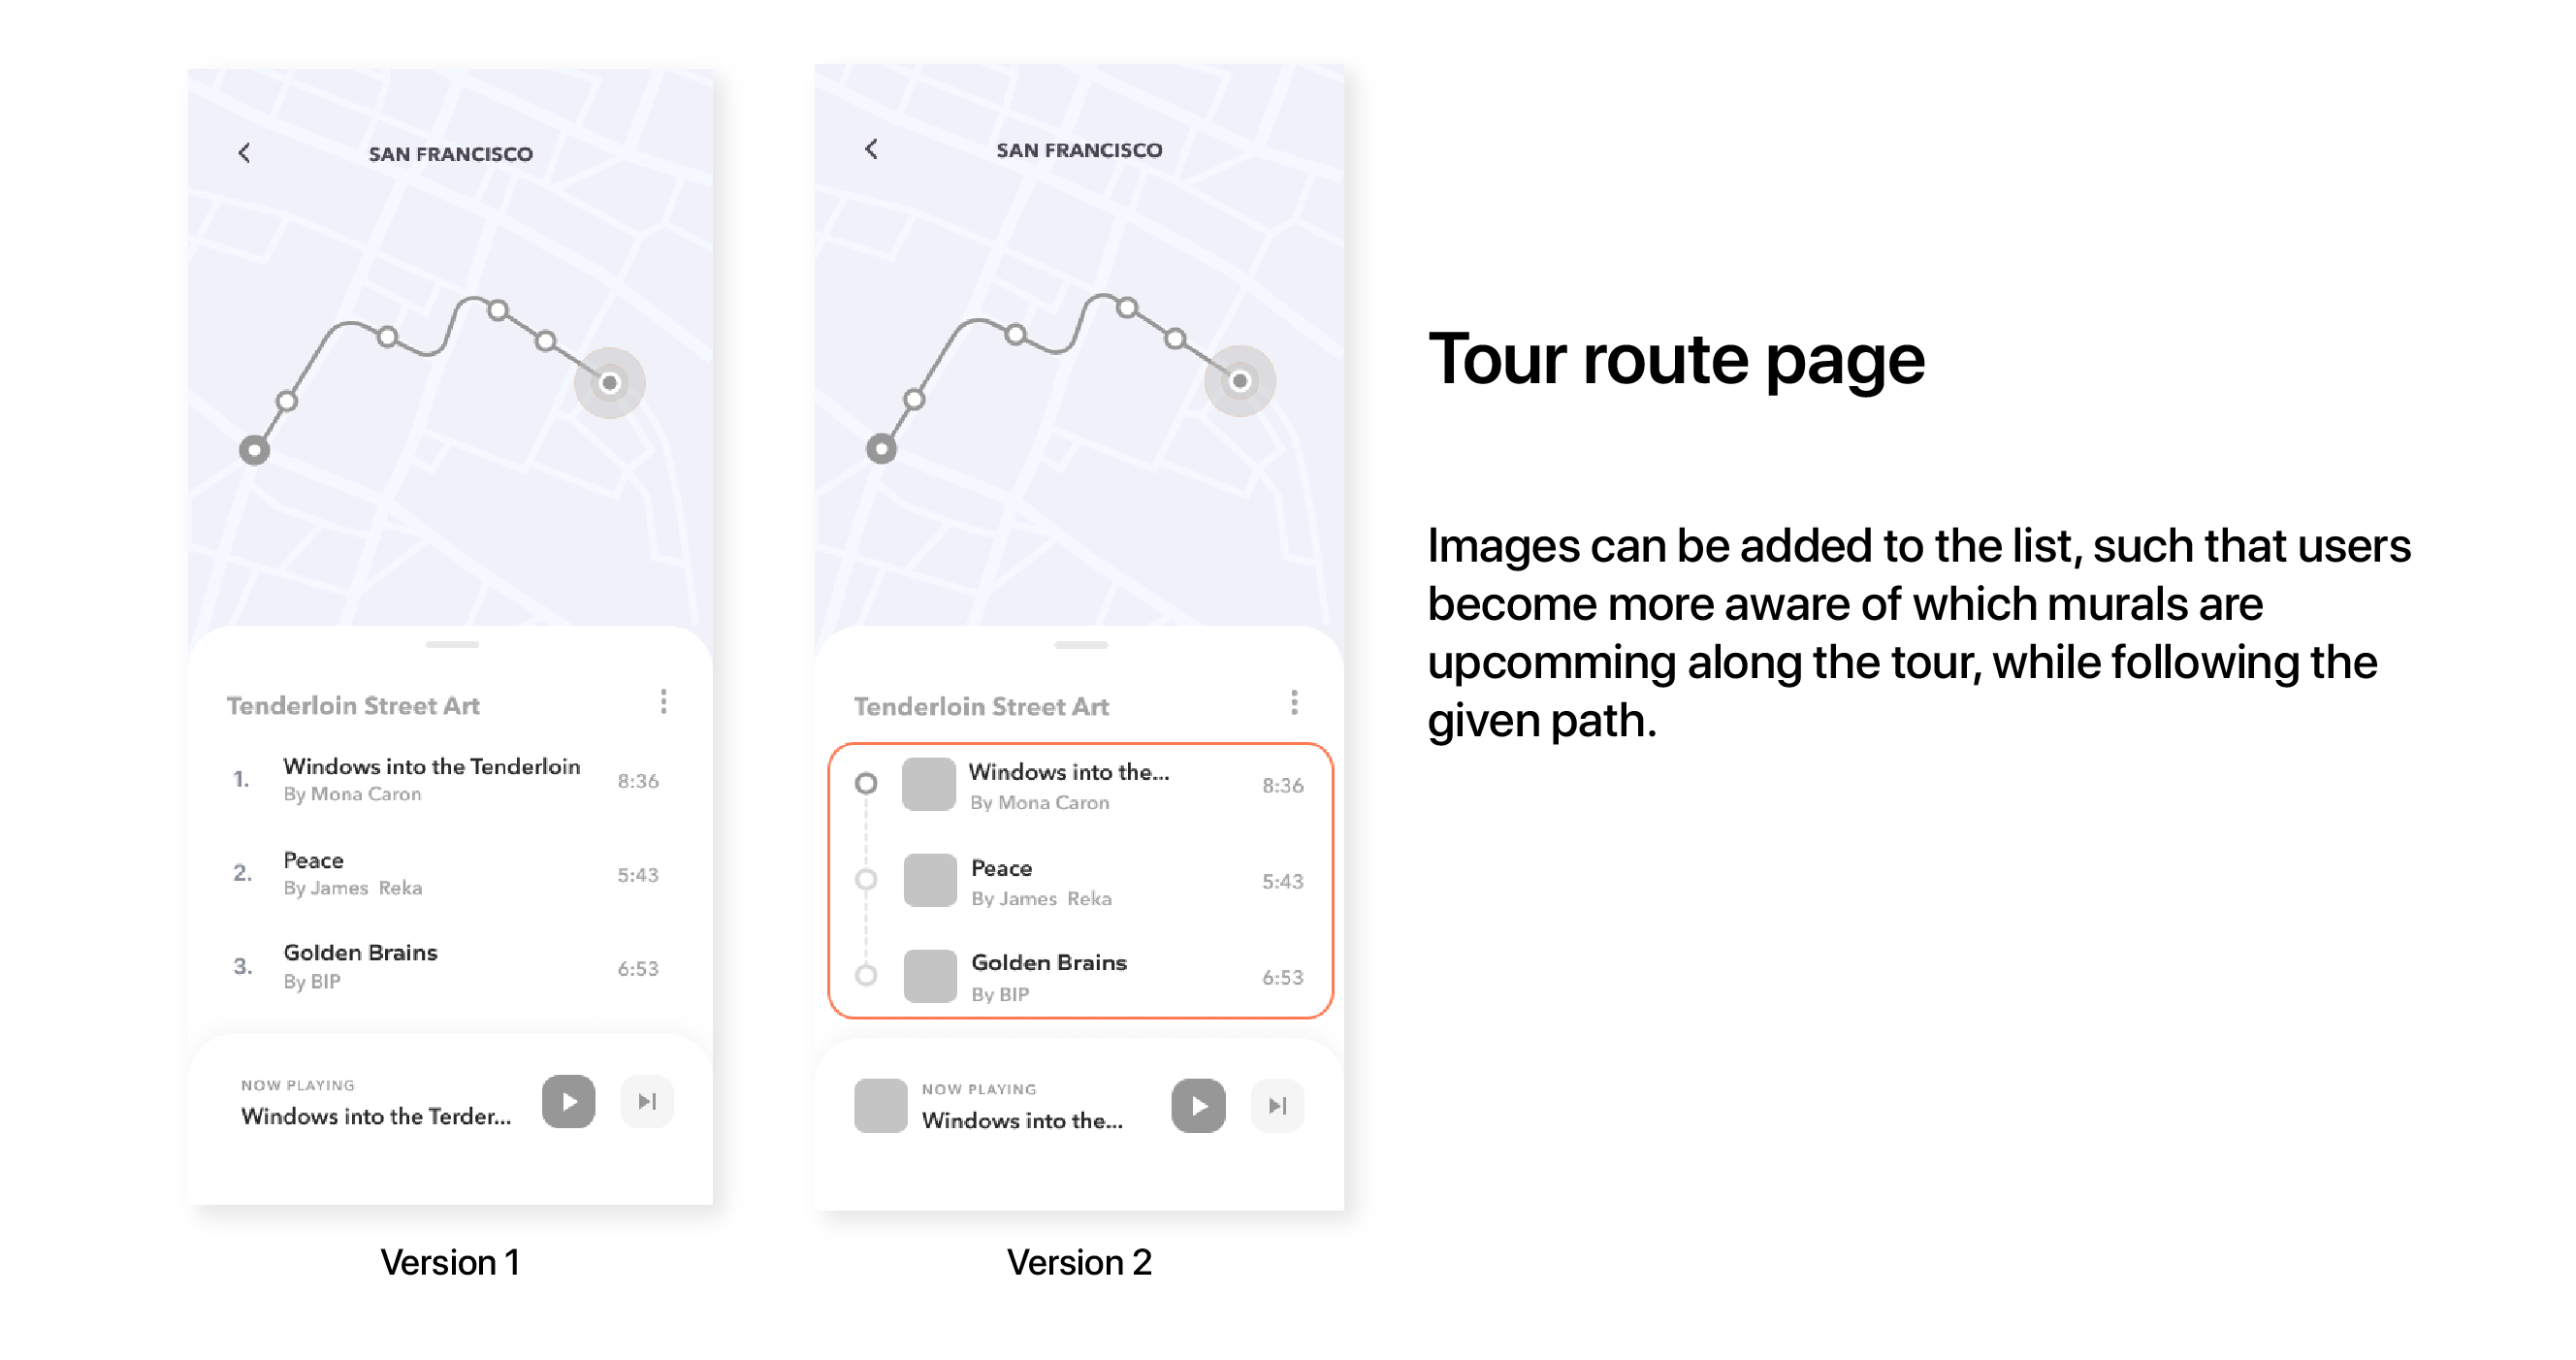 SAN FRANCISCO
Tenderloin Street Art
1. Windows into the Tenderloin 8:36
By Mona Caron
2. Peace 5:43
By James Reka
3. Golden Brains 6:53
By BIP
NOW PLAYING
Windows into the Terder...
Version 1
SAN FRANCISCO
Tenderloin Street Art
Windows into the... 8:36
By Mona Caron
Peace 5:43
By James Reka
Golden Brains 6:53
By BIP
NOW PLAYING
Windows into the...
Version 2
Tour route page
Images can be added to the list, such that users
become more aware of which murals are
upcomming along the tour, while following the
given path.